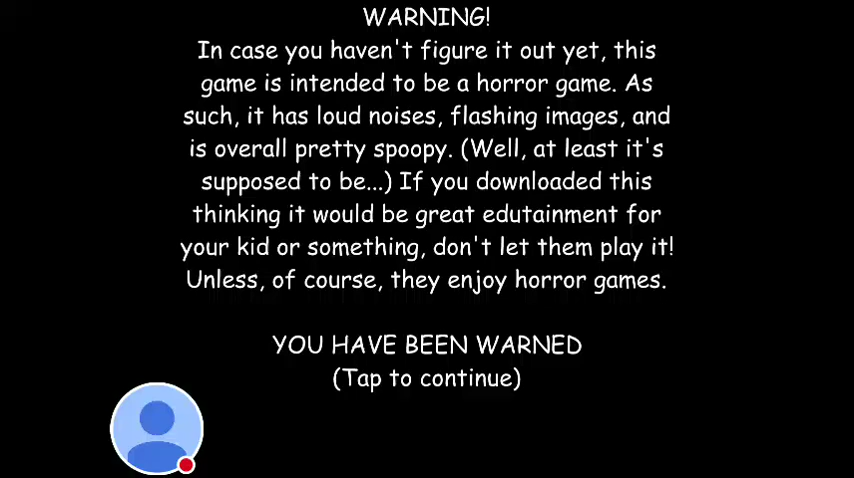 WARNING!
In case you haven't figure it out yet, this
game is intended to be a horror game. As
such, it has loud noises, flashing images, and
is overall pretty spoopy. (Well, at least it's
supposed to be...) If you downloaded this
thinking it would be great edutainment for
your kid or something, don't let them play it!
Unless, of course, they enjoy horror games.
YOU HAVE BEEN WARNED
(Tap to continue)